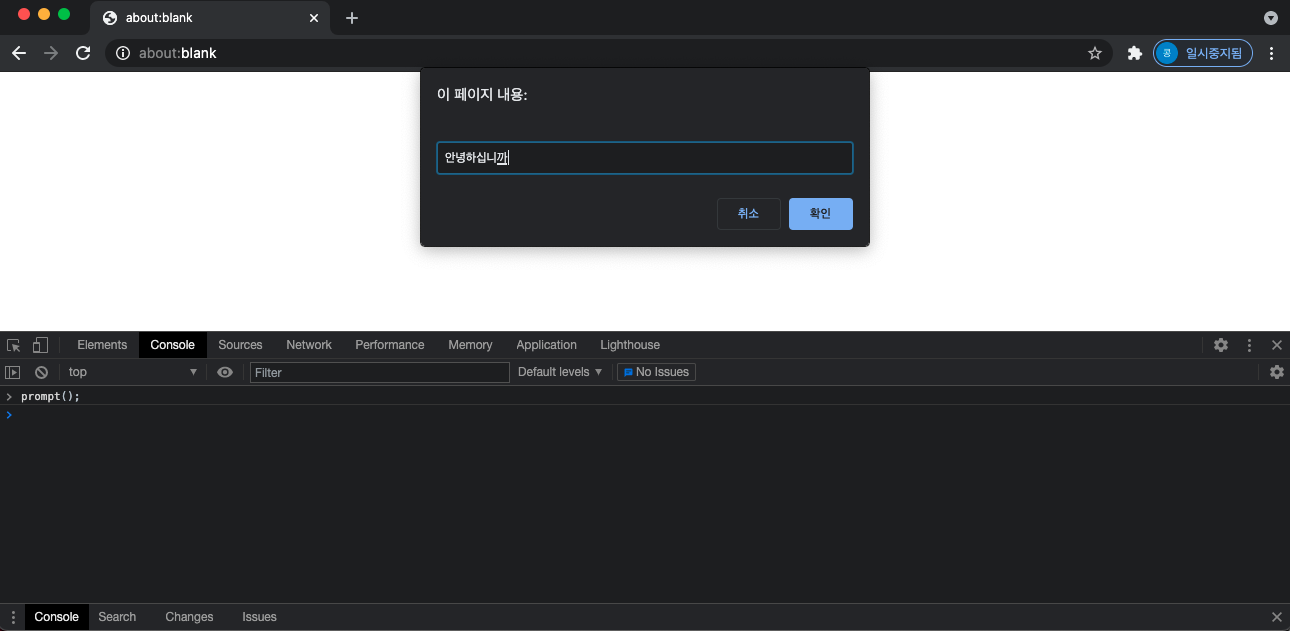 about:blank
about:blank
공 일시중지됨
이 페이지 내용:
안녕하십니까
취소 확인
Elements Console Sources Network Performance Memory Application Lighthouse
top Filter Default levels No Issues
prompt();
Console Search Changes Issues